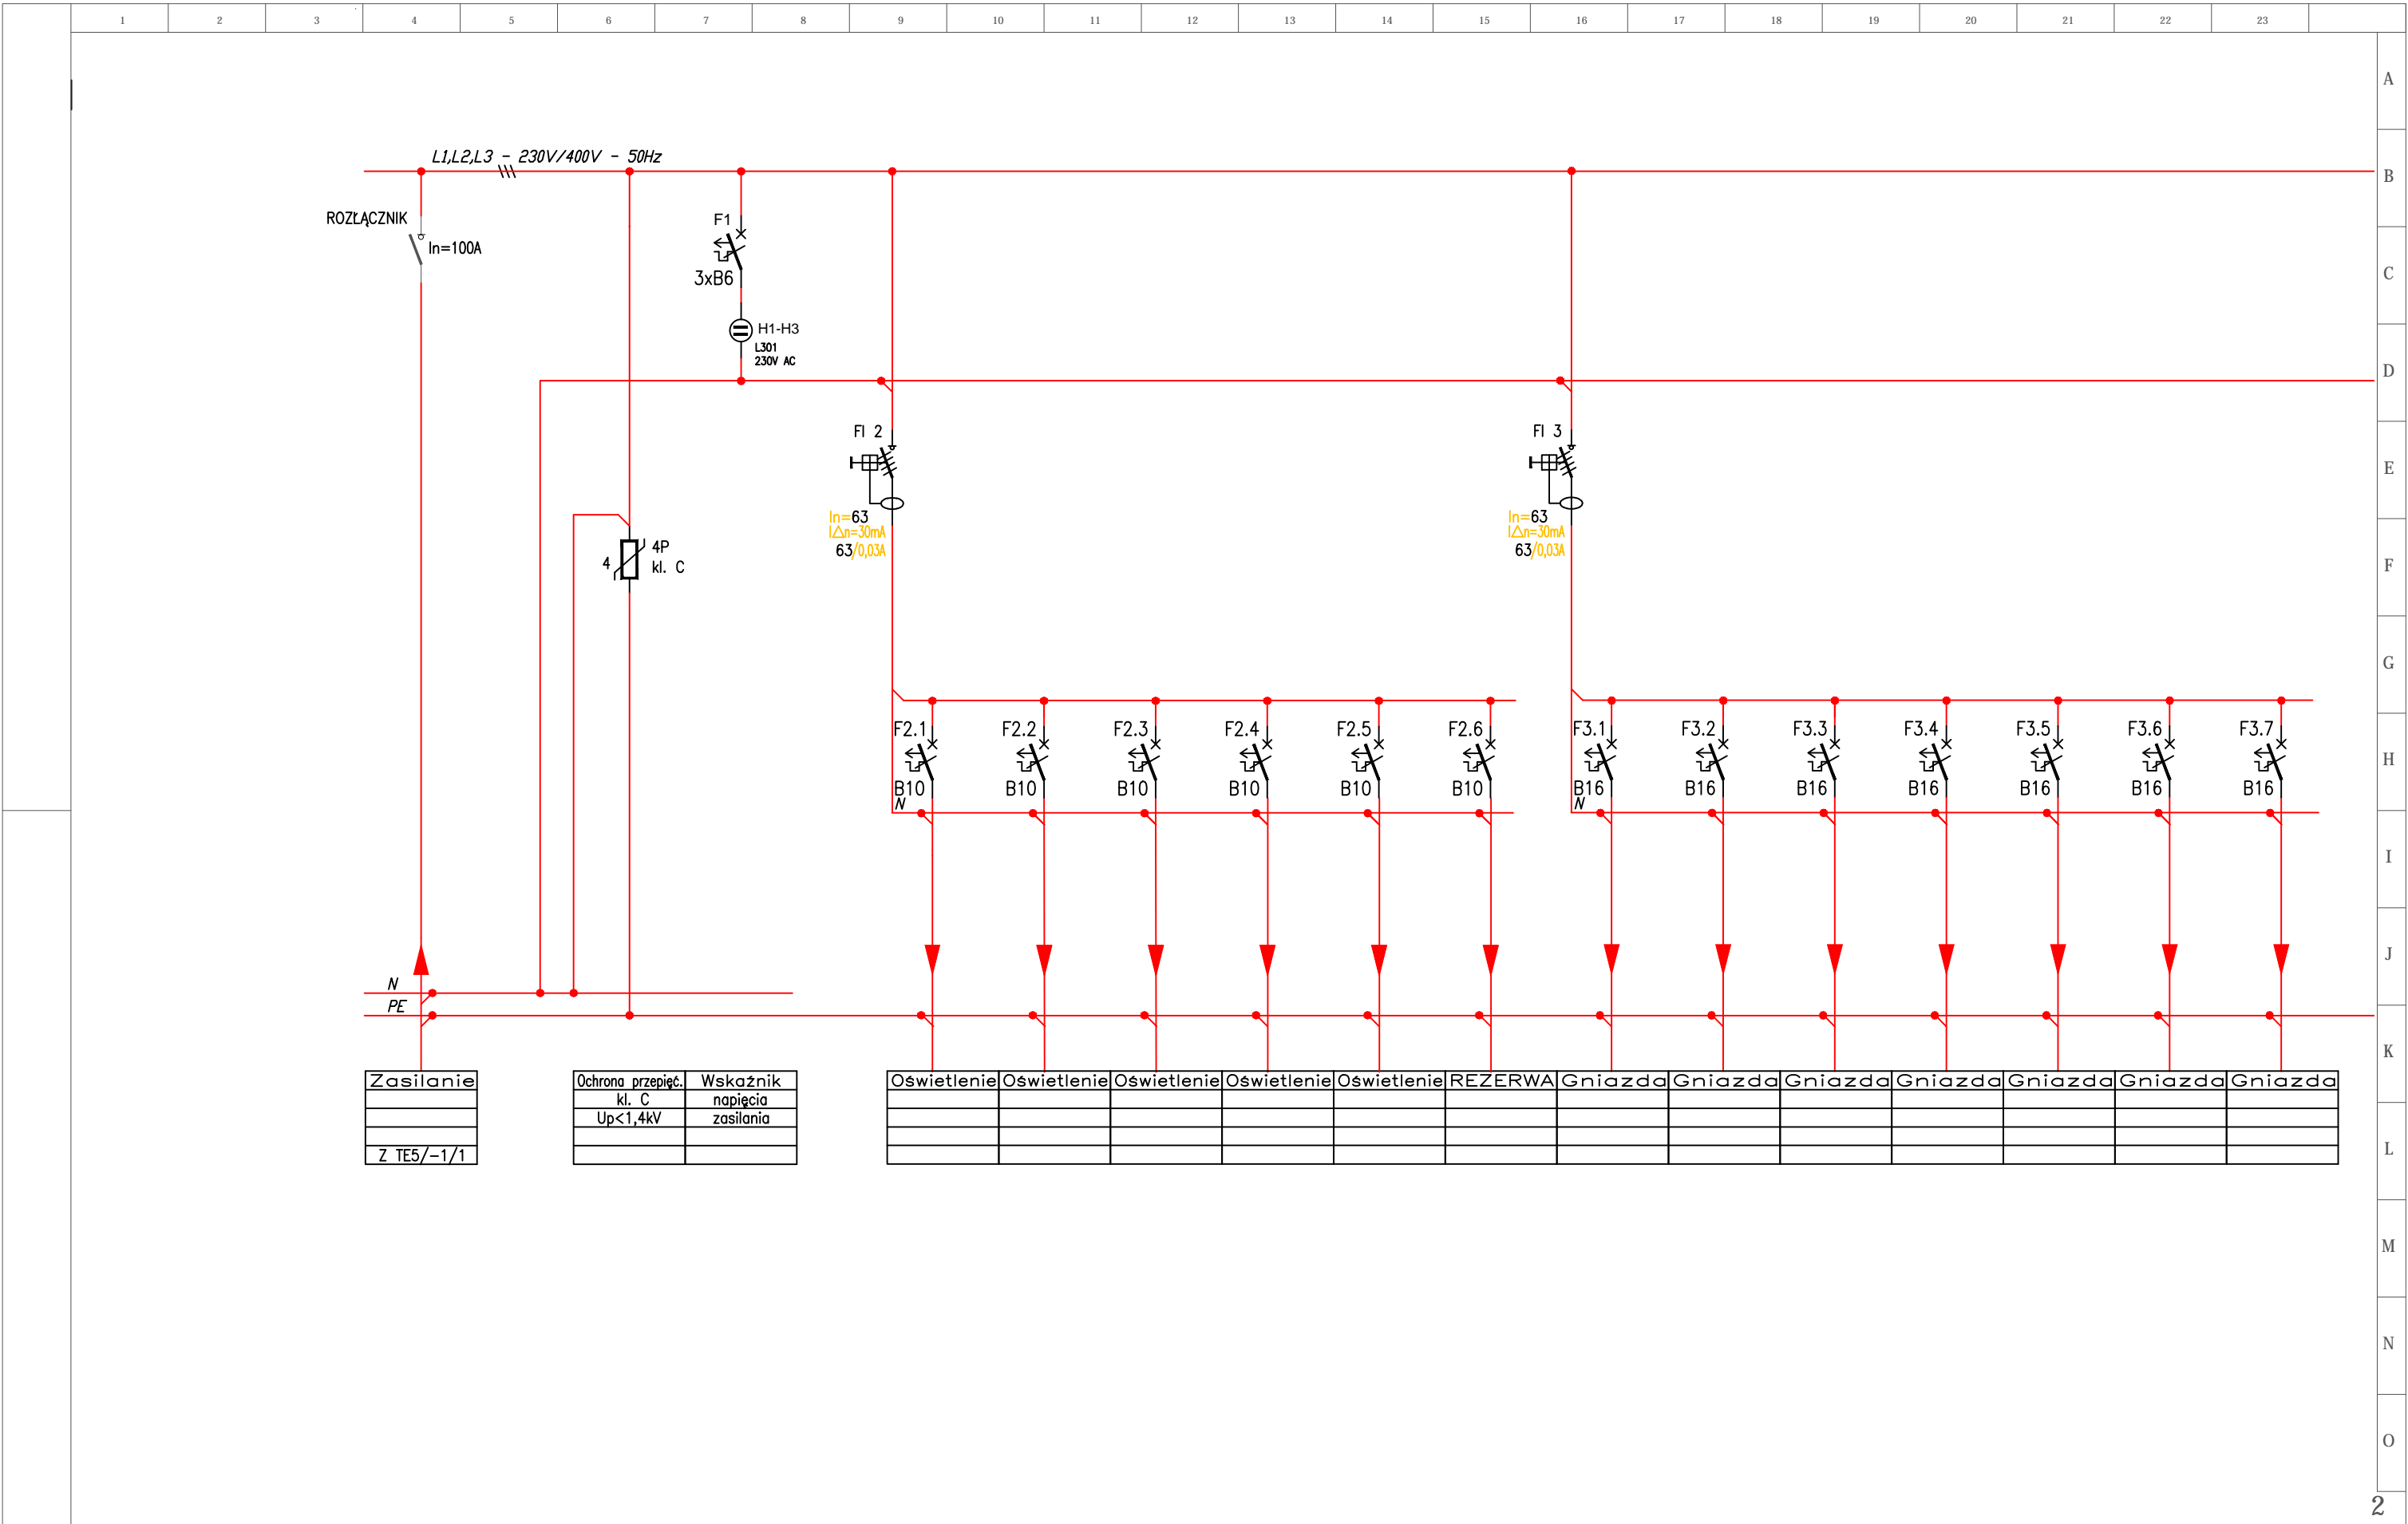 1 2 3 4 5 6 7 8 9 10 11 12 13 14 15 16 17 18 19 20 21 22 23
A
B
C
D
E
F
G
H
I
J
K
L
M
N
O
2
L1,L2,L3 - 230V/400V - 50Hz
ROZŁĄCZNIK
In=100A
F1
3xB6
H1-H3
L301
230V AC
FI 2
In=63
I△n=30mA
63/0,03A
FI 3
In=63
I△n=30mA
63/0,03A
4
4P
kl. C
F2.1 F2.2 F2.3 F2.4 F2.5 F2.6 F3.1 F3.2 F3.3 F3.4 F3.5 F3.6 F3.7
B10 B10 B10 B10 B10 B10 B16 B16 B16 B16 B16 B16 B16
N N
N
PE
Zasilanie
Z TE5/-1/1
Ochrona przepięć. Wskaźnik
kl. C napięcia
Up<1,4kV zasilania
Oświetlenie Oświetlenie Oświetlenie Oświetlenie Oświetlenie REZERWA Gniazda Gniazda Gniazda Gniazda Gniazda Gniazda Gniazda